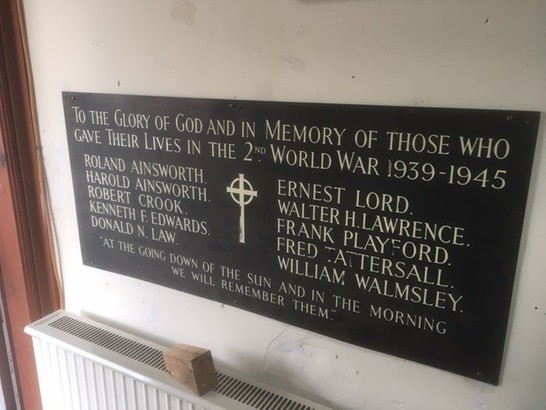 TO THE GLORY OF GOD AND IN MEMORY OF THOSE WHO
GAVE THEIR LIVES IN THE 2ND WORLD WAR 1939-1945
ROLAND AINSWORTH.
HAROLD AINSWORTH.
ROBERT CROOK.
KENNETH F. EDWARDS.
DONALD N. LAW.
ERNEST LORD.
WALTER H. LAWRENCE.
FRANK PLAYFORD.
FRED TATTERSALL.
WILLIAM WALMSLEY.
"AT THE GOING DOWN OF THE SUN AND IN THE MORNING
WE WILL REMEMBER THEM."